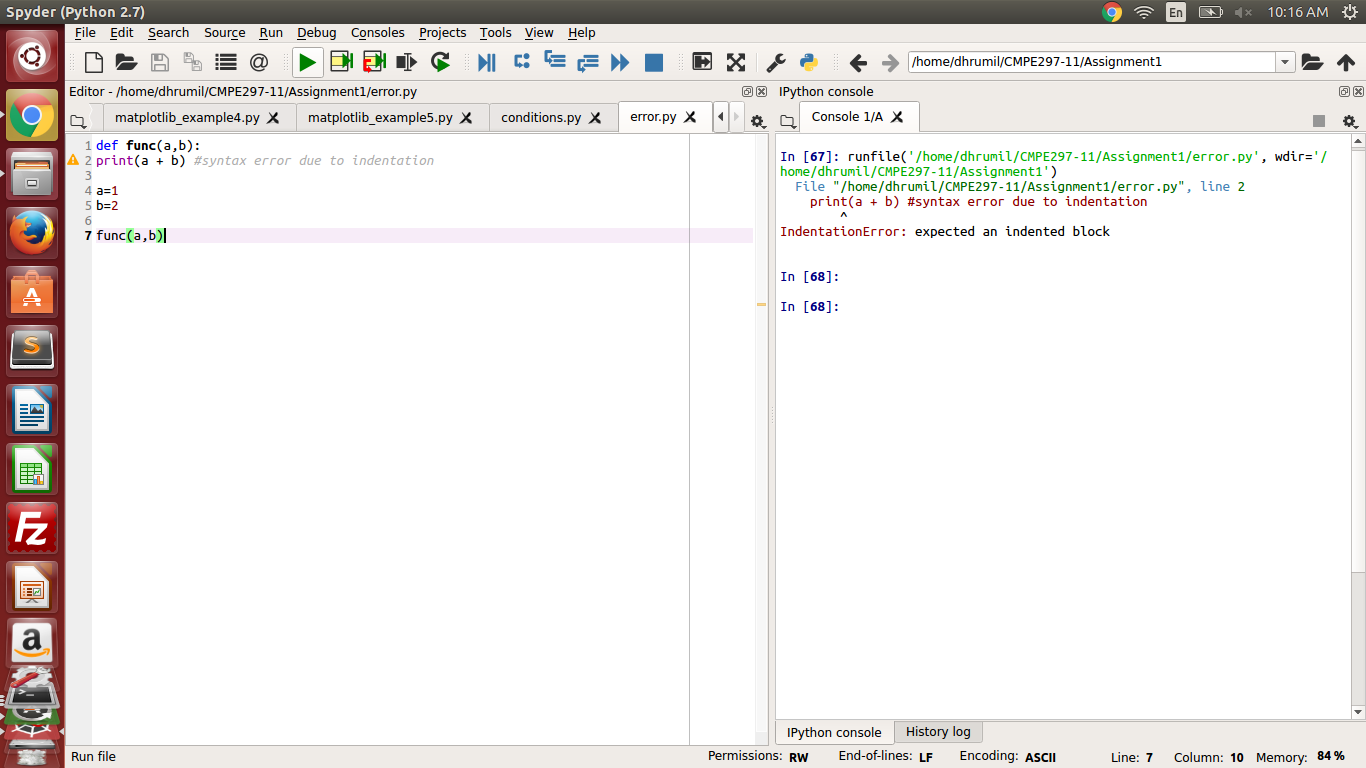 Spyder (Python 2.7)
En
10:16 AM
File Edit Search Source Run Debug Consoles Projects Tools View Help
/home/dhrumil/CMPE297-11/Assignment1
Editor - /home/dhrumil/CMPE297-11/Assignment1/error.py
matplotlib_example4.py matplotlib_example5.py conditions.py error.py
1 def func(a,b):
2 print(a + b) #syntax error due to indentation
3
4 a=1
5 b=2
6
7 func(a,b)
IPython console
Console 1/A
In [67]: runfile('/home/dhrumil/CMPE297-11/Assignment1/error.py', wdir='/
home/dhrumil/CMPE297-11/Assignment1')
File "/home/dhrumil/CMPE297-11/Assignment1/error.py", line 2
print(a + b) #syntax error due to indentation
^
IndentationError: expected an indented block
In [68]:
In [68]:
IPython console History log
Run file
Permissions: RW End-of-lines: LF Encoding: ASCII Line: 7 Column: 10 Memory: 84 %